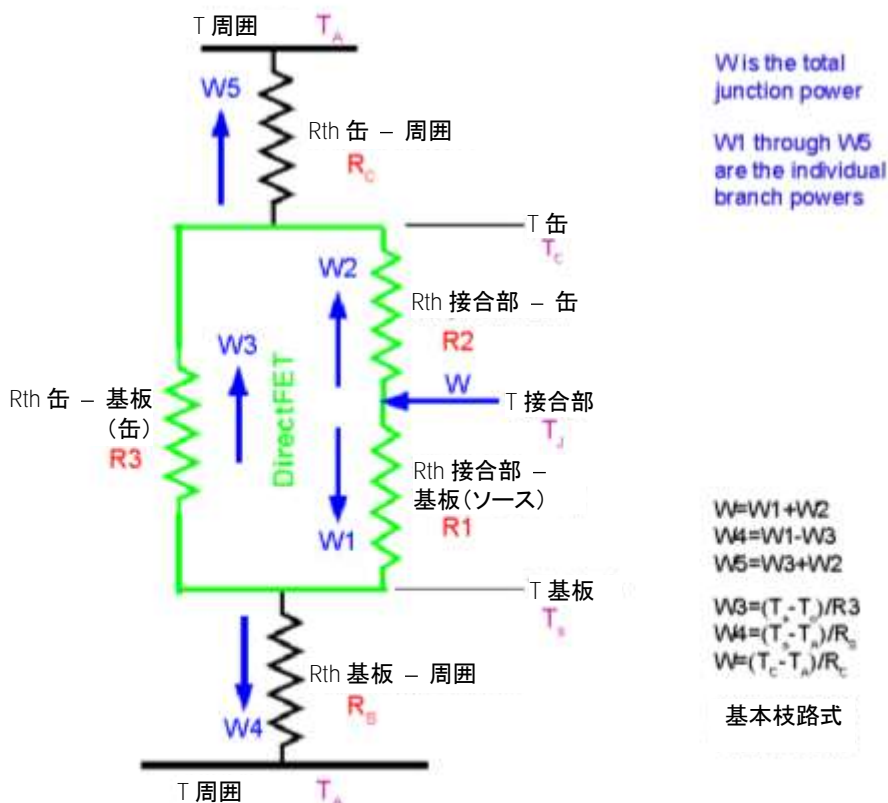 T 周囲 T_A
W5
Rth 缶 – 周囲
R_C
W is the total
junction power
W1 through W5
are the individual
branch powers
T 缶
T_C
W2
Rth 接合部 – 缶
R2
W3
W
T 接合部
T_J
Rth 缶 – 基板
(缶)
R3
DirectFET
Rth 接合部 –
基板(ソース)
R1
W1
T 基板
T_s
W=W1+W2
W4=W1-W3
W5=W3+W2
W3=(T_s-T_c)/R3
W4=(T_S-T_A)/R_S
W=(T_C-T_A)/R_C
基本枝路式
Rth 基板 – 周囲
R_S
W4
T 周囲 T_A